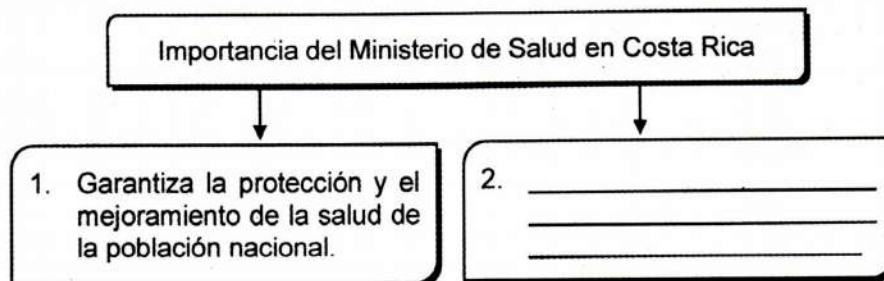 Importancia del Ministerio de Salud en Costa Rica
1. Garantiza la protección y el
mejoramiento de la salud de
la población nacional.
2.